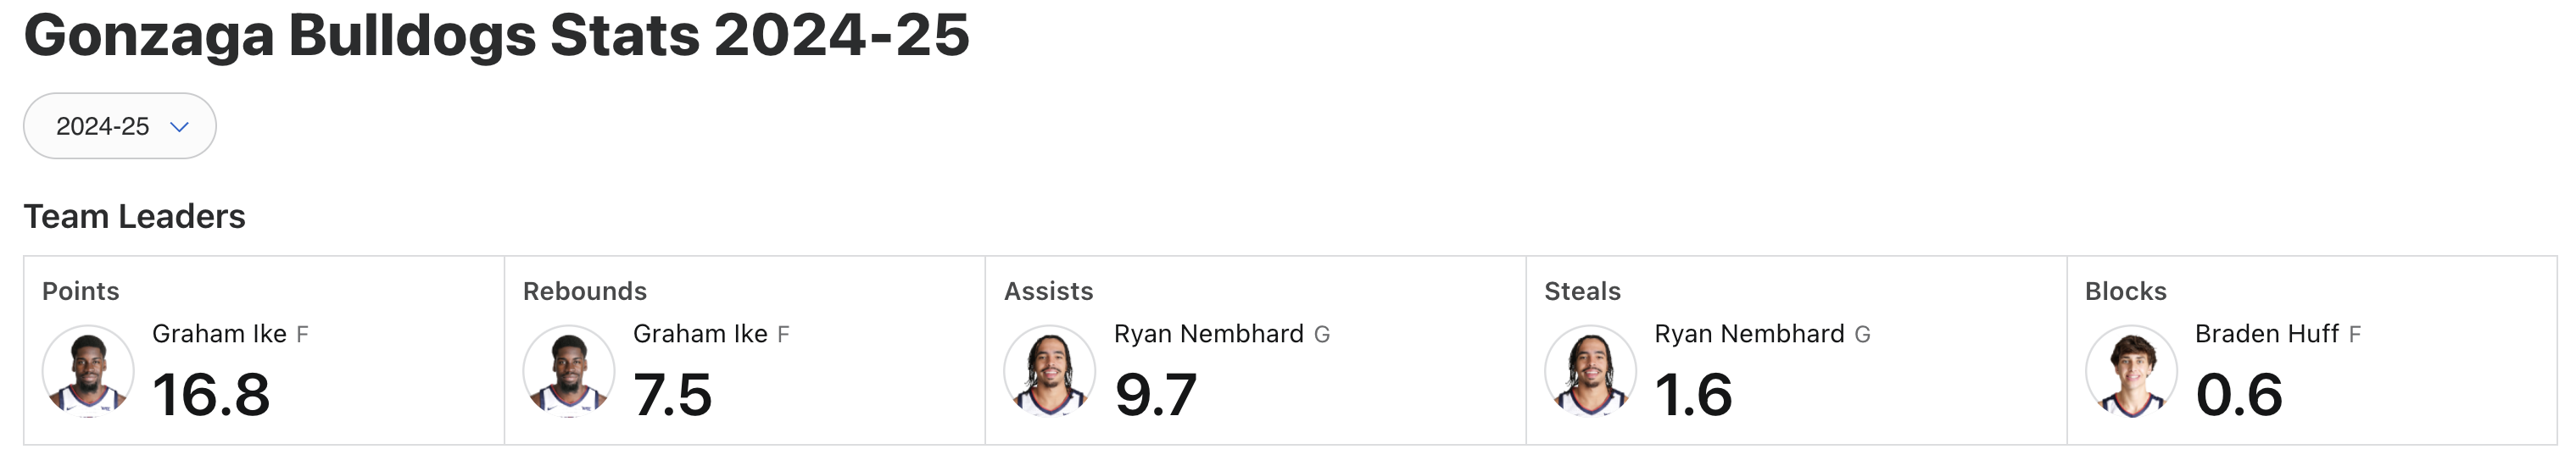 Gonzaga Bulldogs Stats 2024-25
2024-25
Team Leaders
Points
Graham Ike F
16.8
Rebounds
Graham Ike F
7.5
Assists
Ryan Nembhard G
9.7
Steals
Ryan Nembhard G
1.6
Blocks
Braden Huff F
0.6